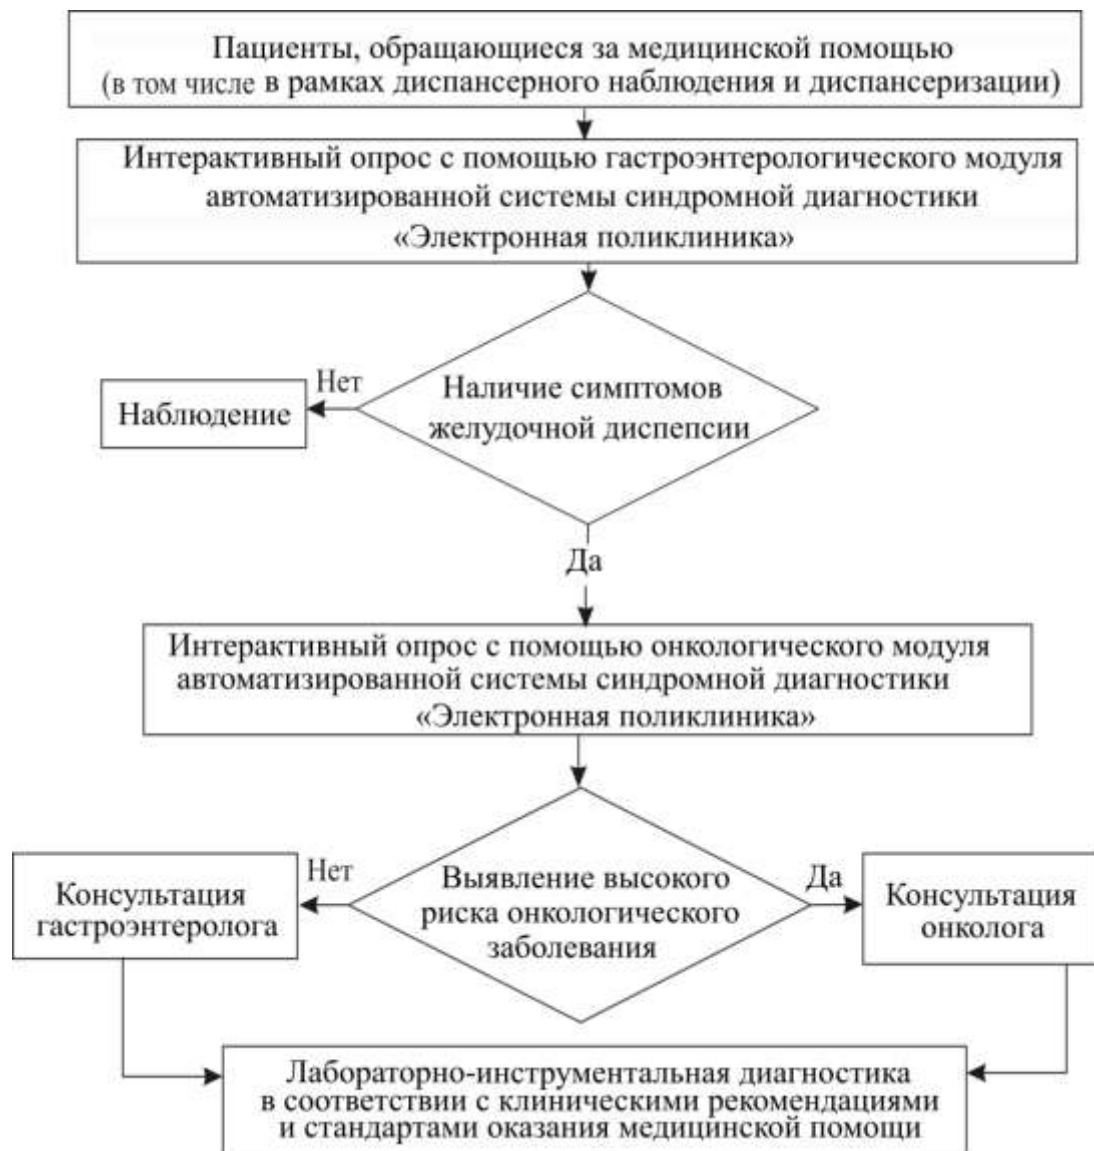 Пациенты, обращающиеся за медицинской помощью
(в том числе в рамках диспансерного наблюдения и диспансеризации)
Интерактивный опрос с помощью гастроэнтерологического модуля
автоматизированной системы синдромной диагностики
«Электронная поликлиника»
Нет
Наличие симптомов
желудочной диспепсии
Наблюдение
Да
Интерактивный опрос с помощью онкологического модуля
автоматизированной системы синдромной диагностики
«Электронная поликлиника»
Нет
Выявление высокого
риска онкологического
заболевания
Да
Консультация
гастроэнтеролога
Консультация
онколога
Лабораторно-инструментальная диагностика
в соответствии с клиническими рекомендациями
и стандартами оказания медицинской помощи